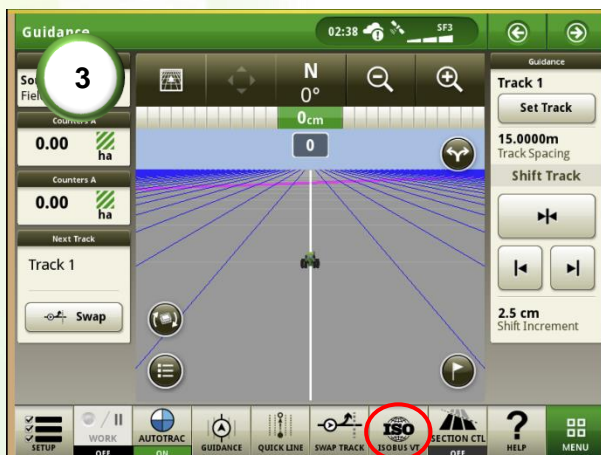 Guidance
02:38
SF3
3
Sou
Fiel
Counters A
0.00
ha
Counters A
0.00
ha
Next Track
Track 1
Swap
N
0°
0cm
0
Guidance
Track 1
Set Track
15.0000m
Track Spacing
Shift Track
2.5 cm
Shift Increment
SETUP
WORK
OFF
AUTOTRAC
ON
GUIDANCE
QUICK LINE
SWAP TRACK
ISO
ISOBUS VT
SECTION CTL
OFF
?
HELP
MENU